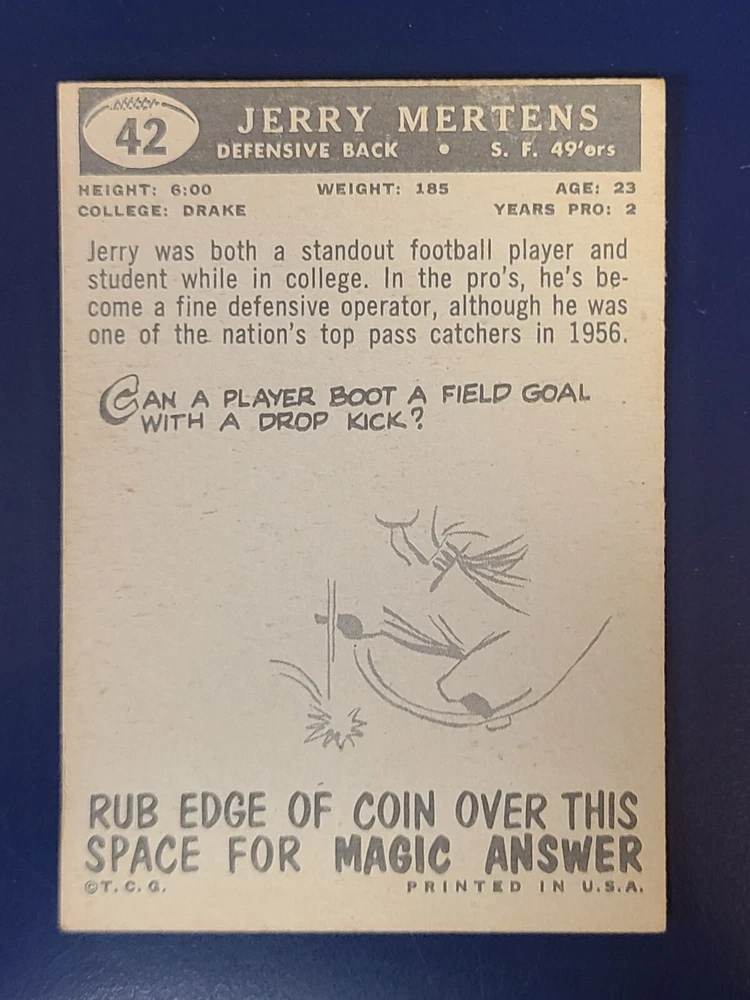 42
JERRY MERTENS
DEFENSIVE BACK • S. F. 49'ers
HEIGHT: 6:00 WEIGHT: 185 AGE: 23
COLLEGE: DRAKE YEARS PRO: 2
Jerry was both a standout football player and
student while in college. In the pro's, he's be-
come a fine defensive operator, although he was
one of the nation's top pass catchers in 1956.
CAN A PLAYER BOOT A FIELD GOAL
WITH A DROP KICK?
RUB EDGE OF COIN OVER THIS
SPACE FOR MAGIC ANSWER
©T. C. G. PRINTED IN U.S.A.